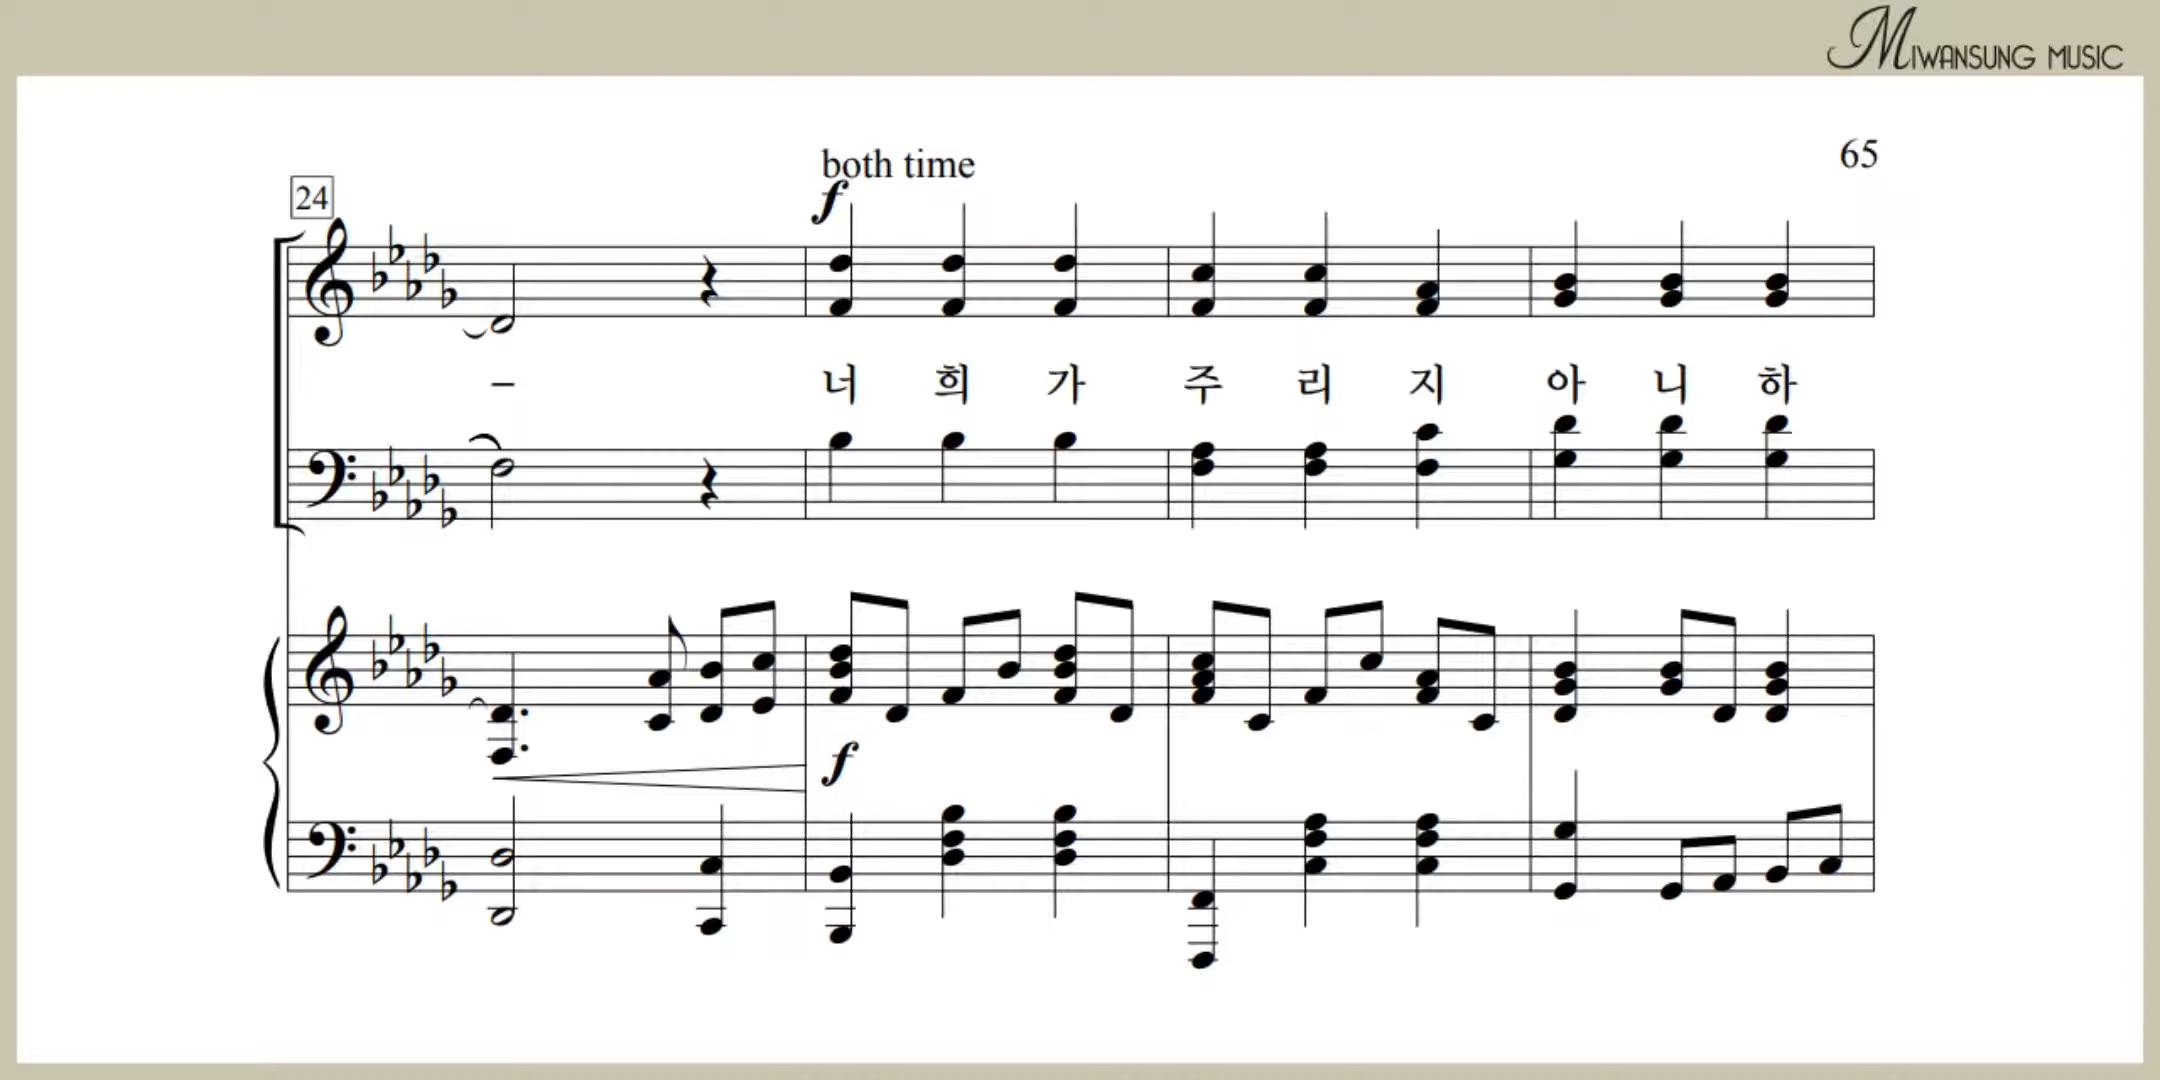 MIWANSUNG MUSIC
both time
65
24
f
– 너 희 가 주 리 지 아 니 하
f